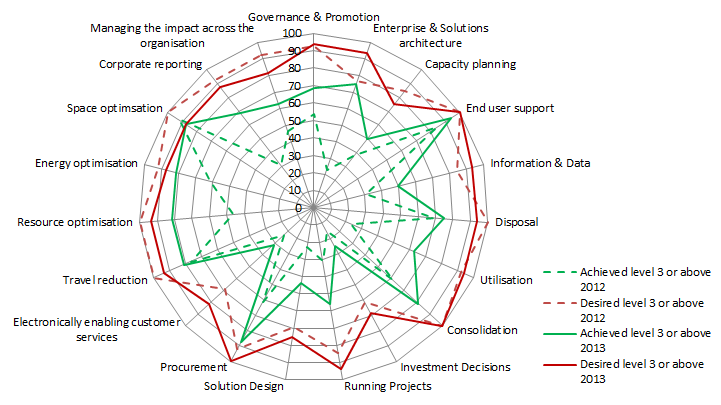 Governance & Promotion
Managing the impact across the
organisation
Enterprise & Solutions
architecture
Corporate reporting
Capacity planning
Space optimsation
End user support
Energy optimisation
Information & Data
Resource optimisation
Disposal
Travel reduction
Utilisation
Electronically enabling customer
services
Consolidation
Procurement
Investment Decisions
Solution Design
Running Projects
100
90
80
70
60
50
40
30
20
10
0
Achieved level 3 or above
2012
Desired level 3 or above
2012
Achieved level 3 or above
2013
Desired level 3 or above
2013